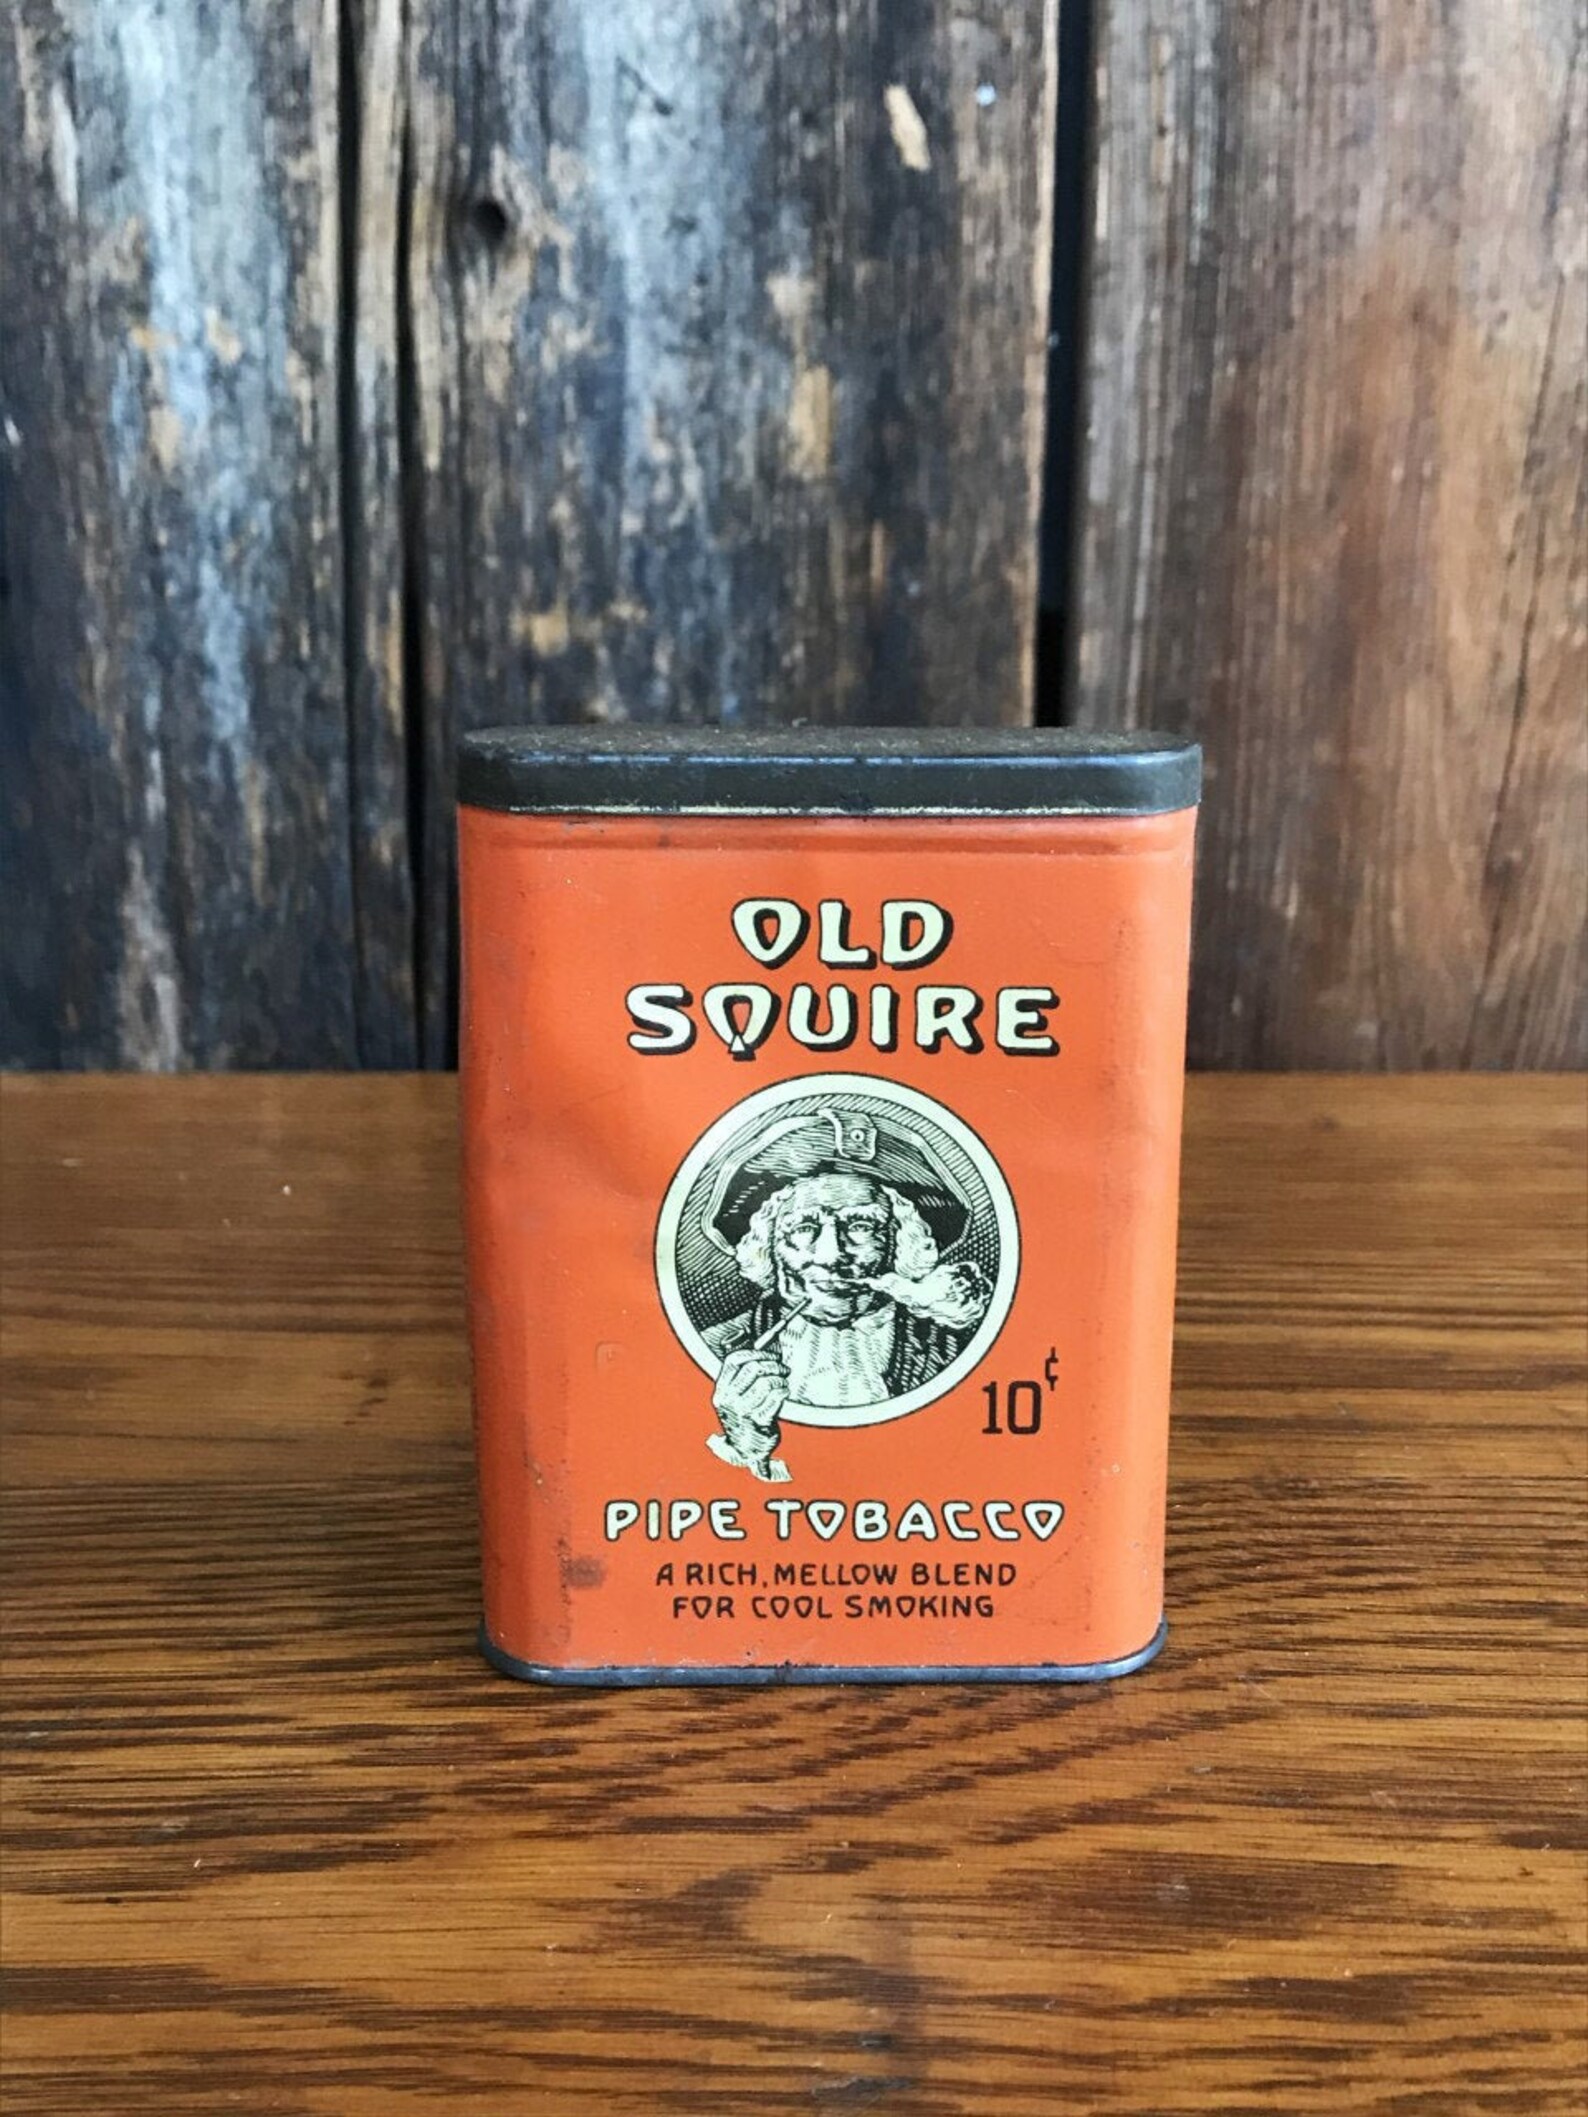 OLD
SQUIRE
10¢
PIPE TOBACCO
A RICH, MELLOW BLEND
FOR COOL SMOKING